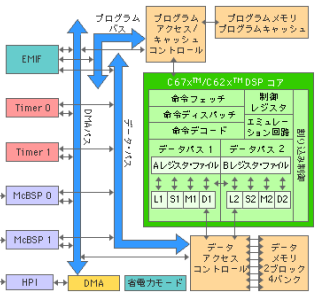 プログラム
バス
プログラム
アクセス/
キャッシュ
コントロール
プログラムメモリ
プログラムキャッシュ
EMIF
Timer 0
Timer 1
McBSP 0
McBSP 1
HPI
DMAバス
データ・バス
C67x™/C62x™ DSP コア
命令フェッチ
命令ディスパッチ
命令デコード
制御
レジスタ
エミュレー
ション回路
割り込み制御
データパス 1
データパス 2
Aレジスタ・ファイル
Bレジスタ・ファイル
L1
S1
M1
D1
L2
S2
M2
D2
DMA
省電力モード
データ
アクセス
コントロール
データ
メモリ
2ブロック
4バンク